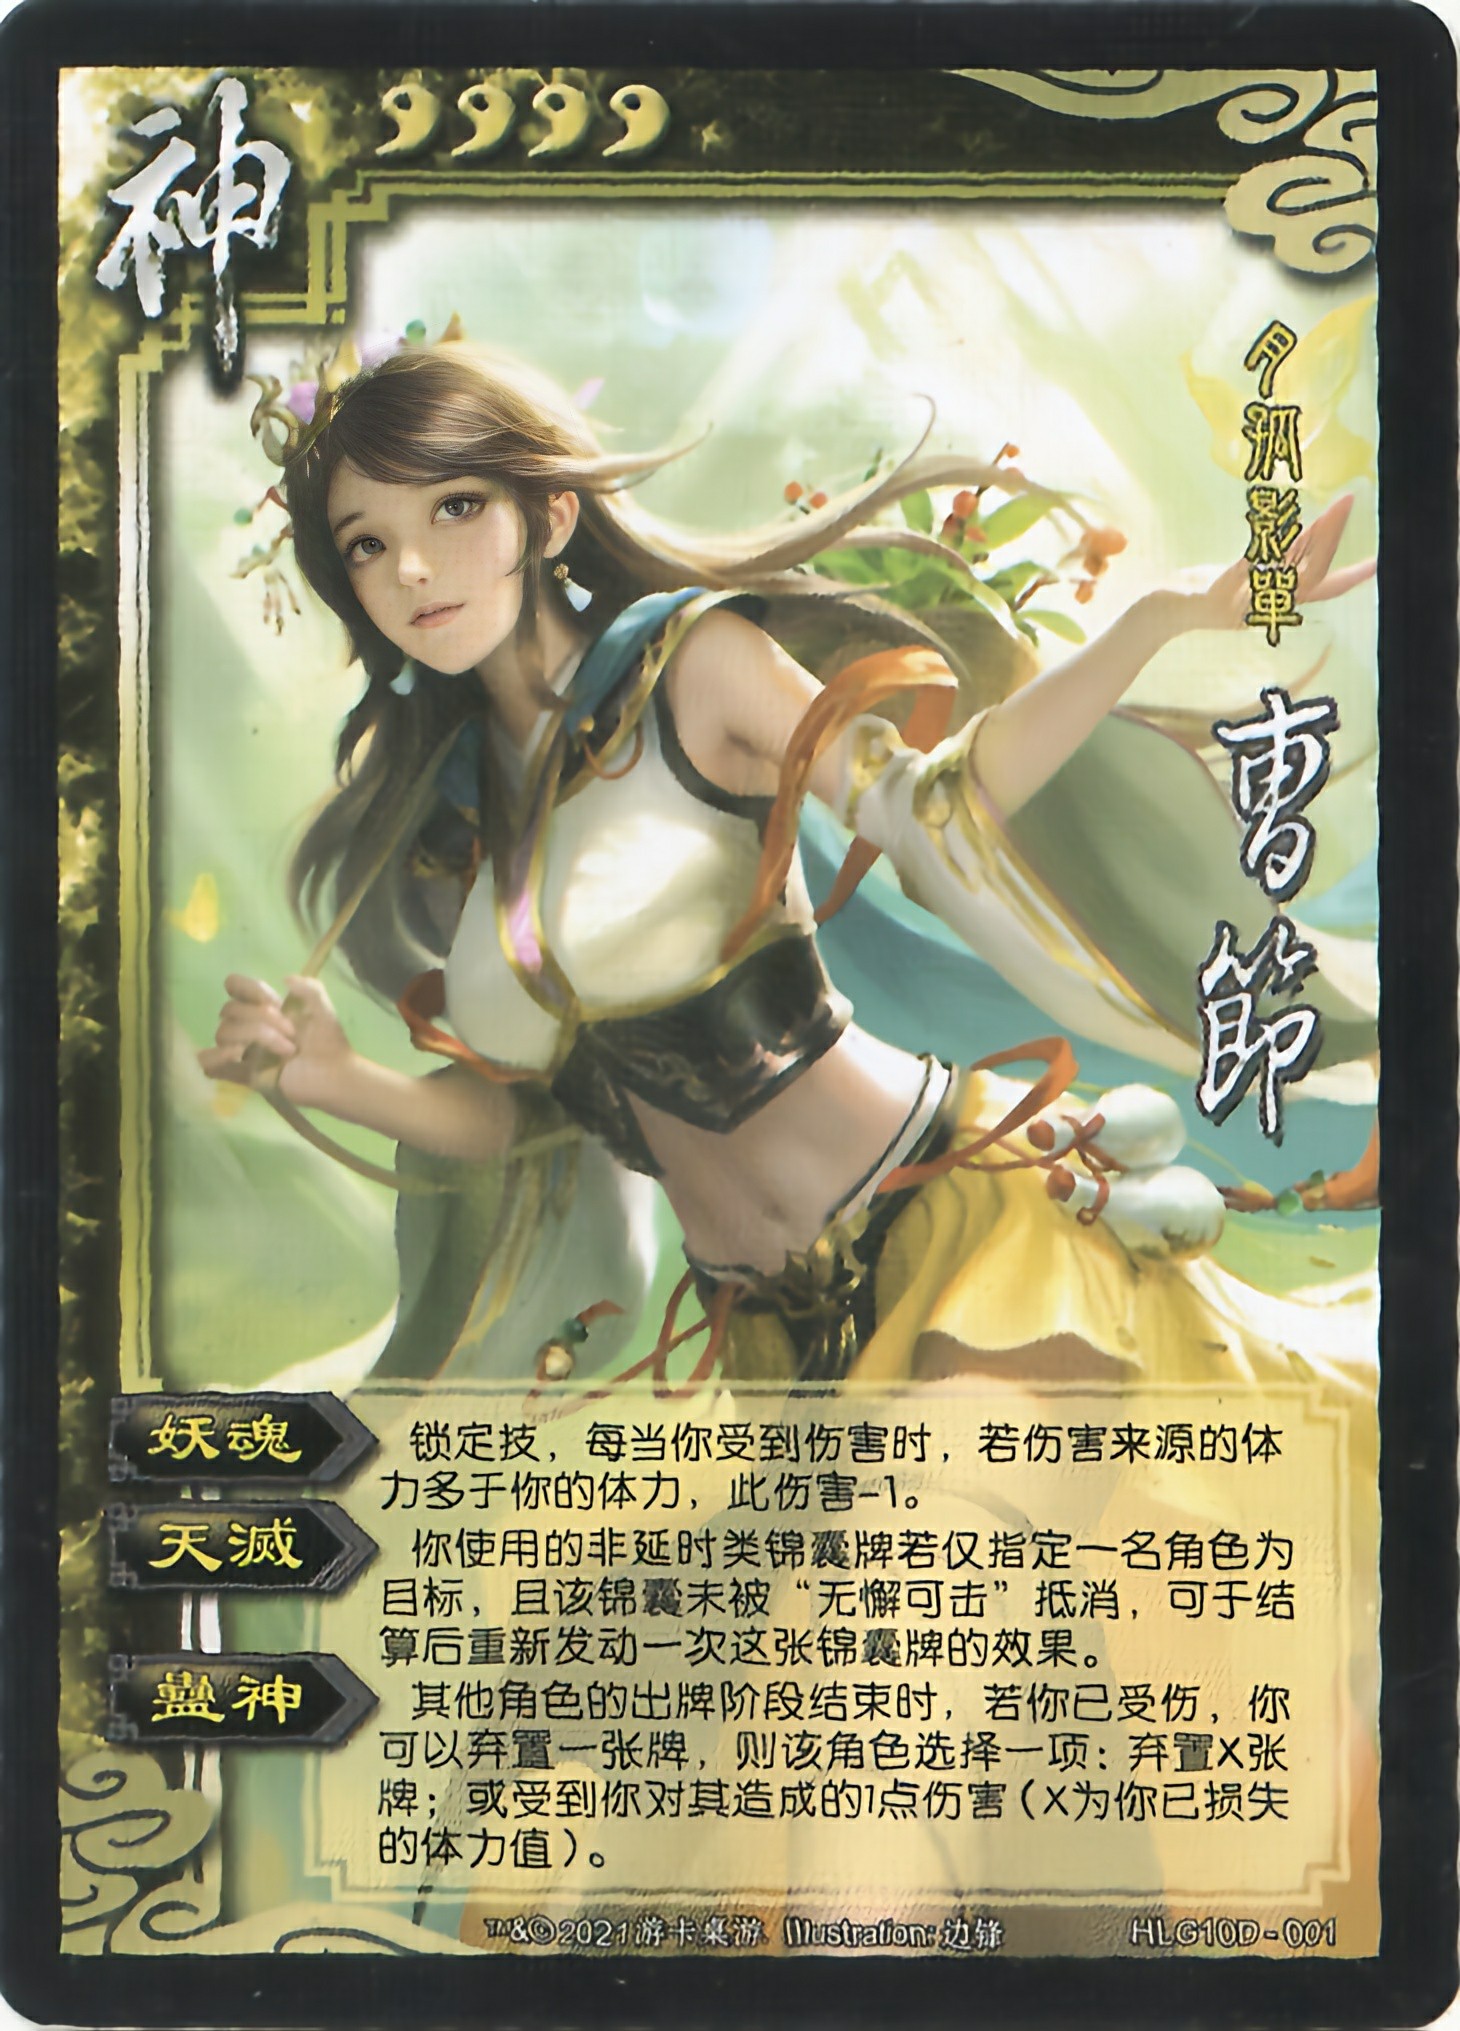 神
月孤影單
曹節
妖魂
锁定技，每当你受到伤害时，若伤害来源的体
力多于你的体力，此伤害-1。
天滅
你使用的非延时类锦囊牌若仅指定一名角色为
目标，且该锦囊未被“无懈可击”抵消，可于结
算后重新发动一次这张锦囊牌的效果。
蠱神
其他角色的出牌阶段结束时，若你已受伤，你
可以弃置一张牌，则该角色选择一项：弃置X张
牌；或受到你对其造成的1点伤害（X为你已损失
的体力值）。
™&©2021游卡桌游 Illustration:边锋
HLG10D-001